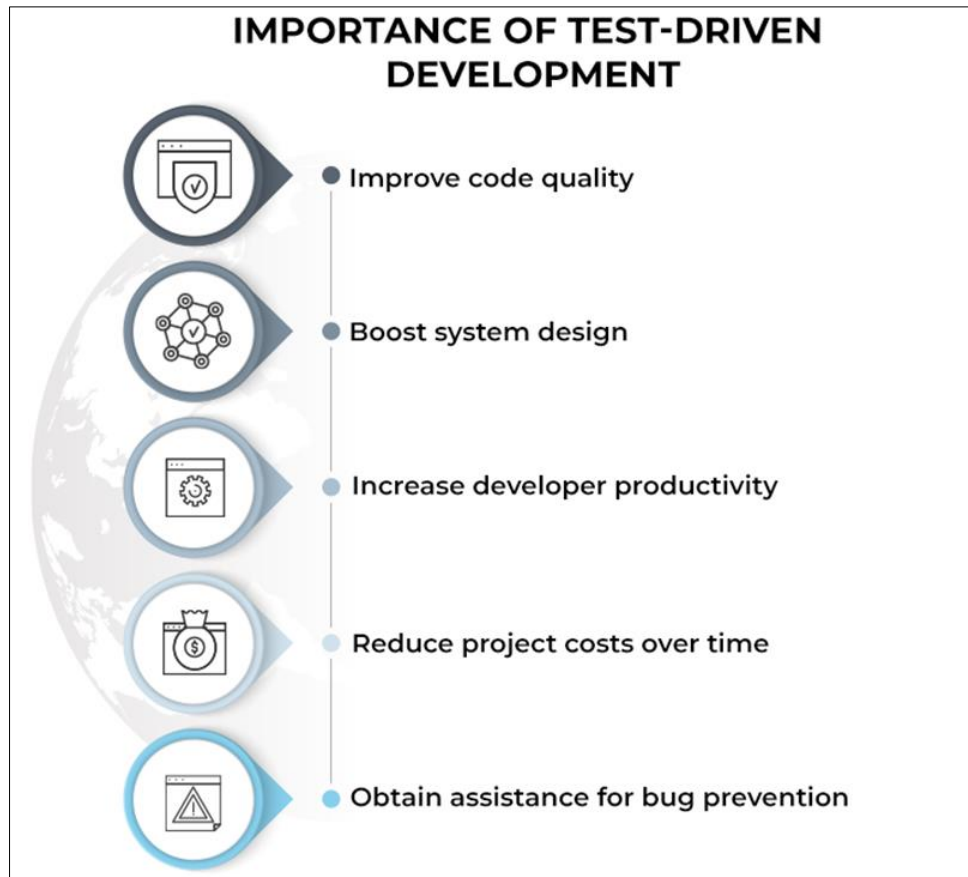 IMPORTANCE OF TEST-DRIVEN
DEVELOPMENT
Improve code quality
Boost system design
Increase developer productivity
$
Reduce project costs over time
Obtain assistance for bug prevention